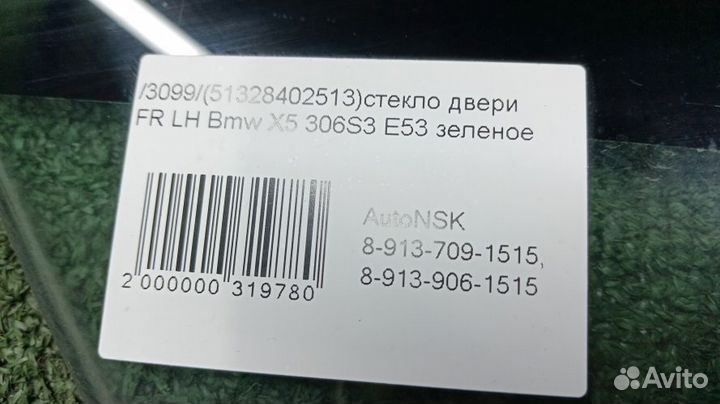 /3099/(51328402513)стекло двери
FR LH Bmw X5 306S3 E53 зеленое
AutoNSK
8-913-709-1515,
8-913-906-1515
2 000000 319780
Avito